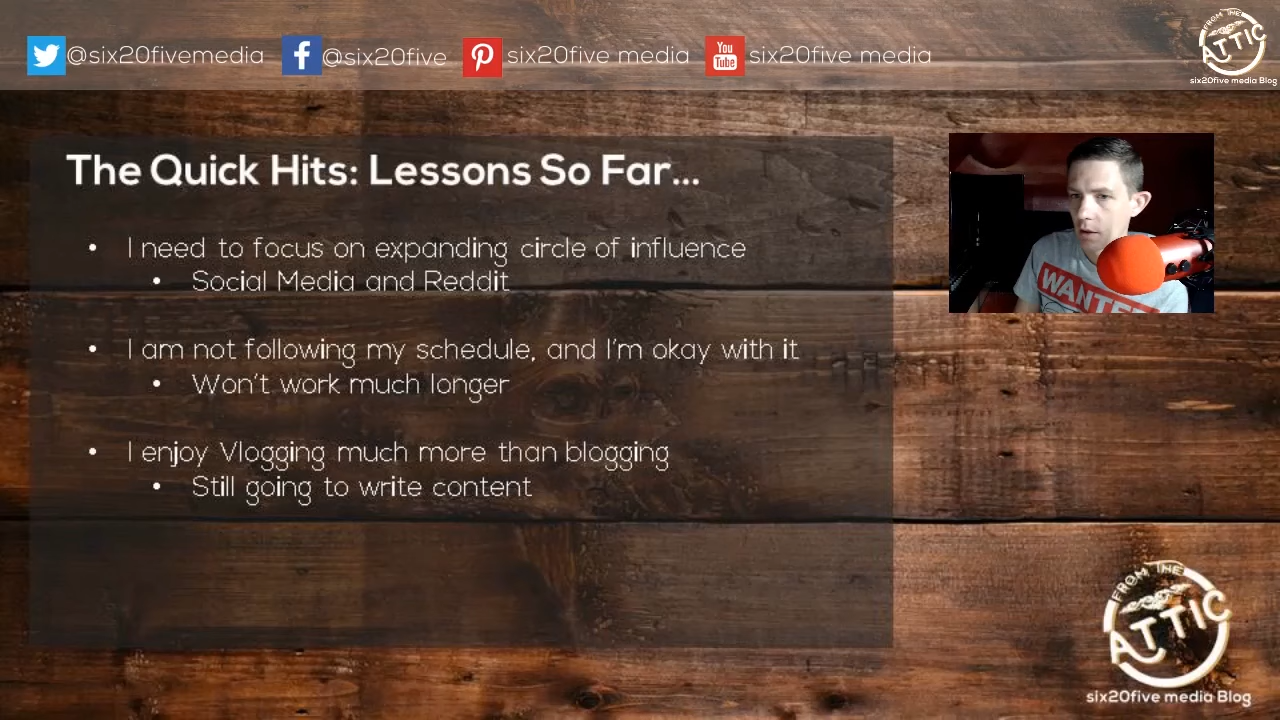 @six20fivemedia
@six20five
six20five media
You
Tube
six20five media
FROM THE
ATTIC
six20five media Blog
The Quick Hits: Lessons So Far...
• I need to focus on expanding circle of influence
• Social Media and Reddit
• I am not following my schedule, and I'm okay with it
• Won't work much longer
• I enjoy Vlogging much more than blogging
• Still going to write content
WANTED
FROM THE
ATTIC
six20five media Blog